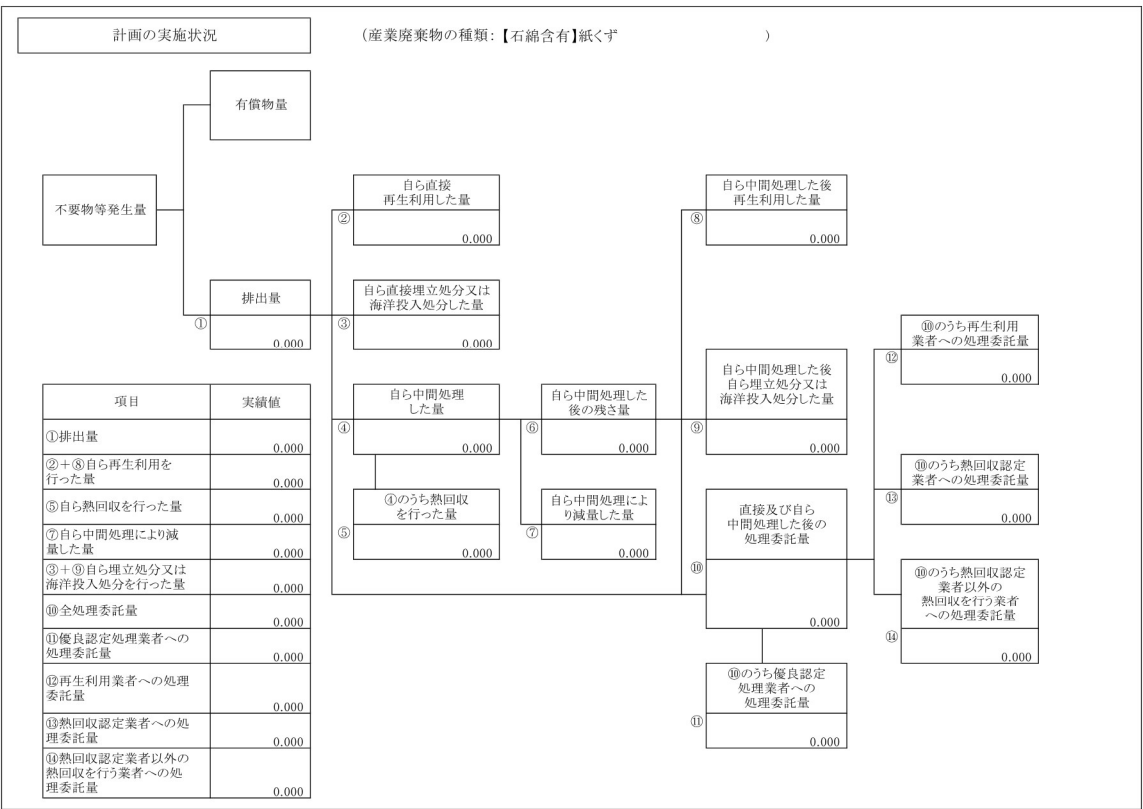 計画の実施状況
(産業廃棄物の種類：【石綿含有】紙くず )
有償物量
不要物等発生量
排出量
①
0.000
自ら直接
再生利用した量
②
0.000
自ら直接埋立処分又は
海洋投入処分した量
③
0.000
自ら中間処理
した量
④
0.000
④のうち熱回収
を行った量
⑤
0.000
自ら中間処理した
後の残さ量
⑥
0.000
自ら中間処理によ
り減量した量
⑦
0.000
自ら中間処理した後
再生利用した量
⑧
0.000
自ら中間処理した後
自ら埋立処分又は
海洋投入処分した量
⑨
0.000
直接及び自ら
中間処理した後の
処理委託量
⑩
0.000
⑩のうち優良認定
処理業者への
処理委託量
⑪
0.000
⑩のうち再生利用
業者への処理委託量
⑫
0.000
⑩のうち熱回収認定
業者への処理委託量
⑬
0.000
⑩のうち熱回収認定
業者以外の
熱回収を行う業者
への処理委託量
⑭
0.000
項目 実績値
①排出量
0.000
②＋⑧自ら再生利用を
行った量 0.000
⑤自ら熱回収を行った量
0.000
⑦自ら中間処理により減
量した量 0.000
③＋⑨自ら埋立処分又は
海洋投入処分を行った量 0.000
⑩全処理委託量
0.000
⑪優良認定処理業者への
処理委託量 0.000
⑫再生利用業者への処理
委託量 0.000
⑬熱回収認定業者への処
理委託量 0.000
⑭熱回収認定業者以外の
熱回収を行う業者への処
理委託量 0.000